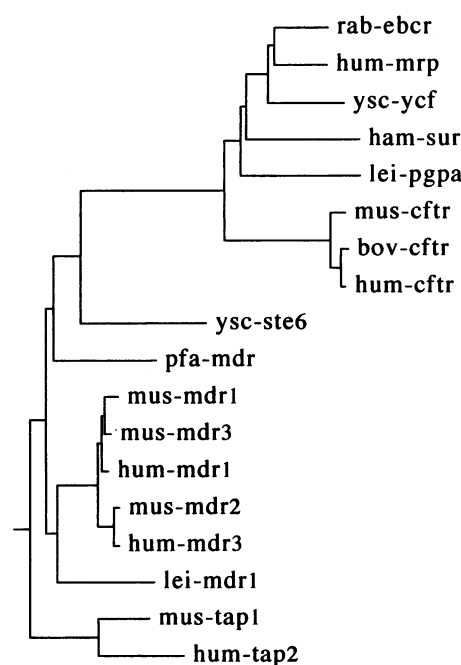 rab-ebcr
hum-mrp
ysc-ycf
ham-sur
lei-pgpa
mus-cftr
bov-cftr
hum-cftr
ysc-ste6
pfa-mdr
mus-mdr1
mus-mdr3
hum-mdr1
mus-mdr2
hum-mdr3
lei-mdr1
mus-tap1
hum-tap2